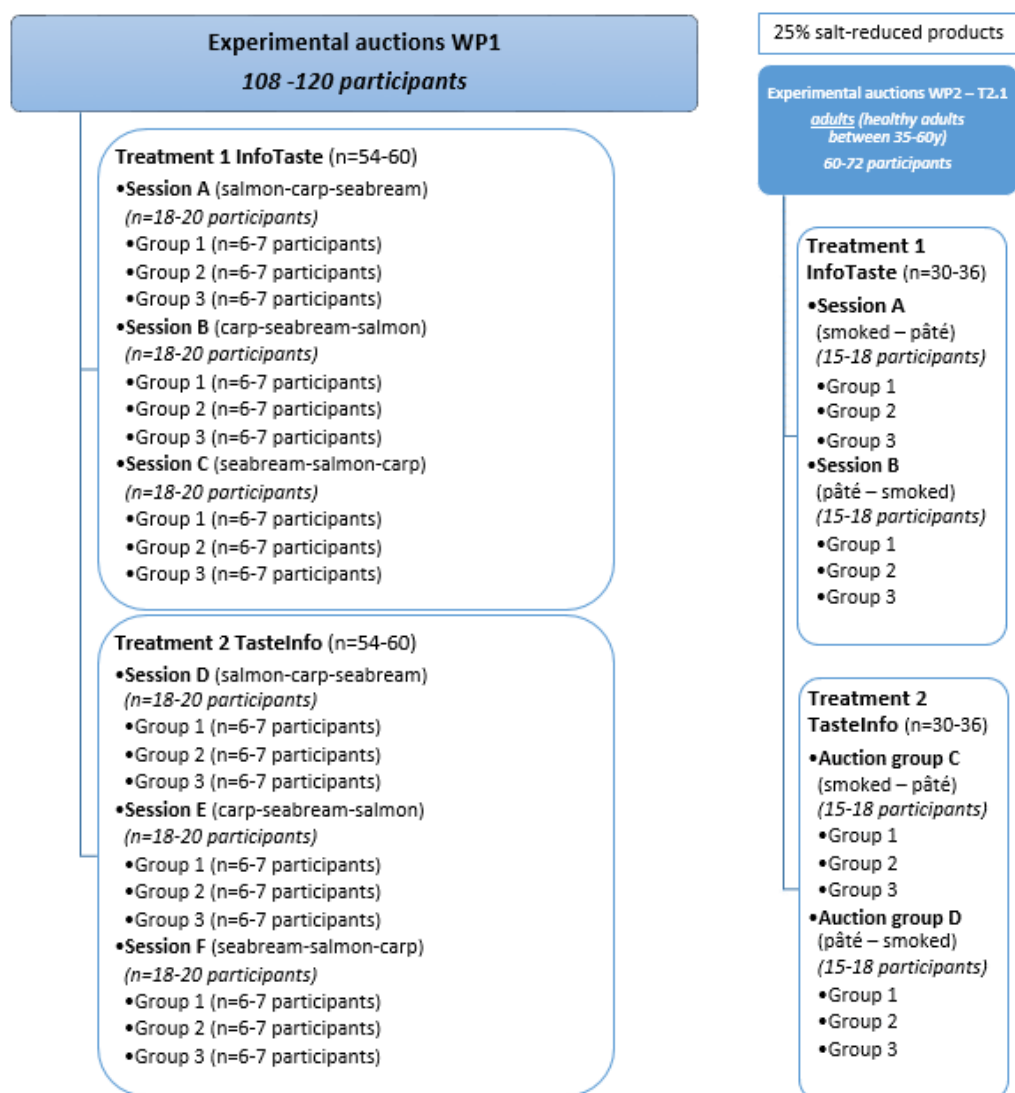 Experimental auctions WP1
108 -120 participants
Treatment 1 InfoTaste (n=54-60)
•Session A (salmon-carp-seabream)
(n=18-20 participants)
•Group 1 (n=6-7 participants)
•Group 2 (n=6-7 participants)
•Group 3 (n=6-7 participants)
•Session B (carp-seabream-salmon)
(n=18-20 participants)
•Group 1 (n=6-7 participants)
•Group 2 (n=6-7 participants)
•Group 3 (n=6-7 participants)
•Session C (seabream-salmon-carp)
(n=18-20 participants)
•Group 1 (n=6-7 participants)
•Group 2 (n=6-7 participants)
•Group 3 (n=6-7 participants)
Treatment 2 TasteInfo (n=54-60)
•Session D (salmon-carp-seabream)
(n=18-20 participants)
•Group 1 (n=6-7 participants)
•Group 2 (n=6-7 participants)
•Group 3 (n=6-7 participants)
•Session E (carp-seabream-salmon)
(n=18-20 participants)
•Group 1 (n=6-7 participants)
•Group 2 (n=6-7 participants)
•Group 3 (n=6-7 participants)
•Session F (seabream-salmon-carp)
(n=18-20 participants)
•Group 1 (n=6-7 participants)
•Group 2 (n=6-7 participants)
•Group 3 (n=6-7 participants)
25% salt-reduced products
Experimental auctions WP2 – T2.1
adults (healthy adults
between 35-60y)
60-72 participants
Treatment 1
InfoTaste (n=30-36)
•Session A
(smoked – pâté)
(15-18 participants)
•Group 1
•Group 2
•Group 3
•Session B
(pâté – smoked)
(15-18 participants)
•Group 1
•Group 2
•Group 3
Treatment 2
TasteInfo (n=30-36)
•Auction group C
(smoked – pâté)
(15-18 participants)
•Group 1
•Group 2
•Group 3
•Auction group D
(pâté – smoked)
(15-18 participants)
•Group 1
•Group 2
•Group 3